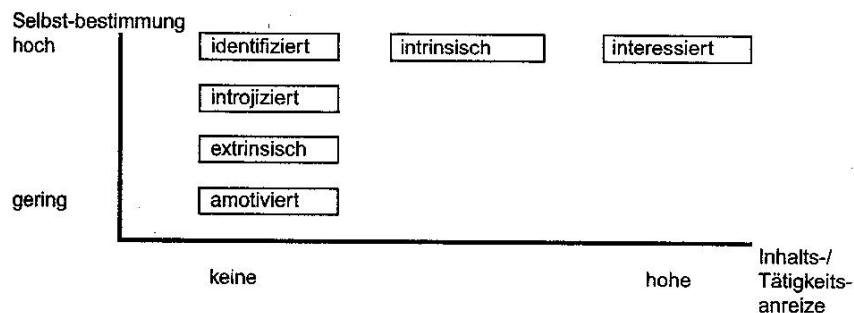 Selbst-bestimmung
hoch
identifiziert
intrinsisch
interessiert
introjiziert
extrinsisch
gering
amotiviert
keine
hohe
Inhalts-/
Tätigkeits-
anreize